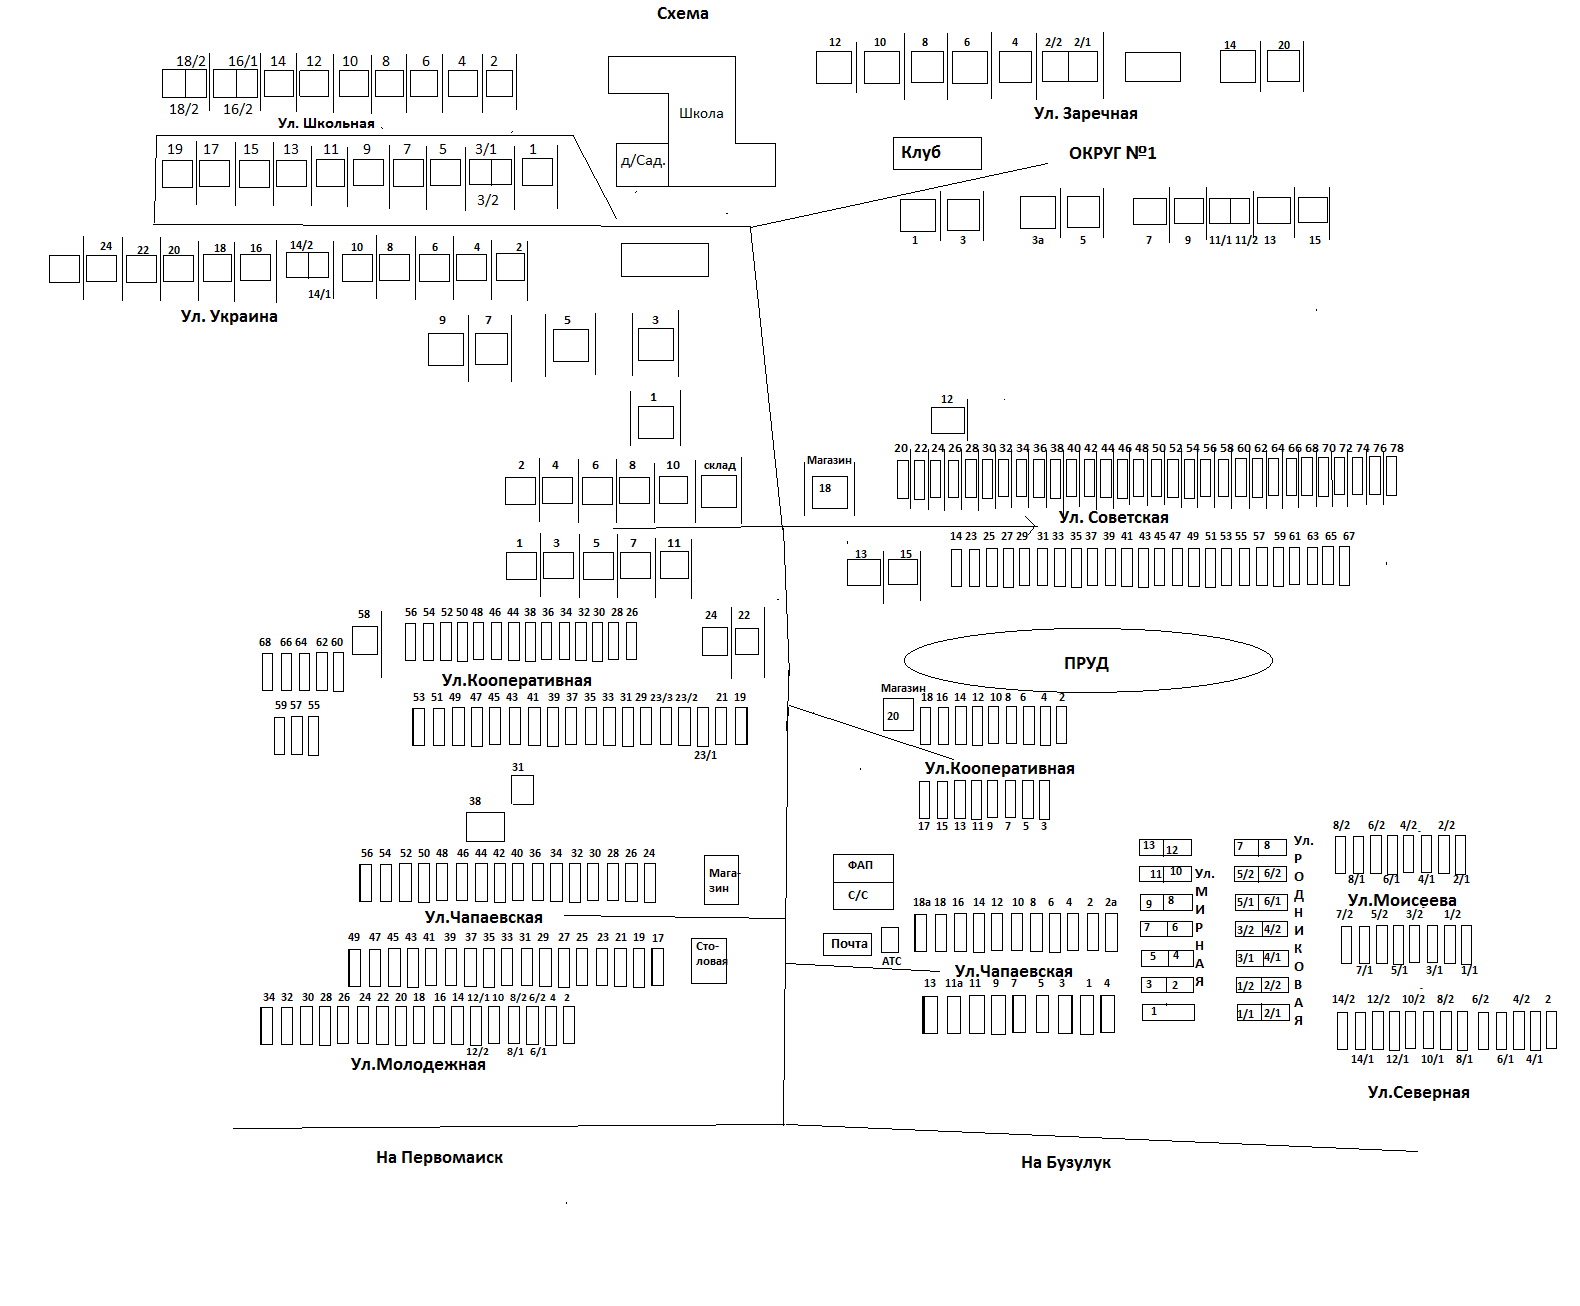 Схема
18/2 16/1 14 12 10 8 6 4 2
18/2 16/2
Ул. Школьная
19 17 15 13 11 9 7 5 3/1 1
3/2
Школа
д/Сад.
12 10 8 6 4 2/2 2/1 14 20
Ул. Заречная
Клуб
ОКРУГ №1
1 3 3а 5 7 9 11/1 11/2 13 15
24 22 20 18 16 14/2 10 8 6 4 2
14/1
Ул. Украина
9 7 5 3
1
2 4 6 8 10 склад
Магазин
18
12
20 22 24 26 28 30 32 34 36 38 40 42 44 46 48 50 52 54 56 58 60 62 64 66 68 70 72 74 76 78
Ул. Советская
1 3 5 7 11
13 15
14 23 25 27 29 31 33 35 37 39 41 43 45 47 49 51 53 55 57 59 61 63 65 67
68 66 64 62 60 58
56 54 52 50 48 46 44 38 36 34 32 30 28 26
24 22
Ул.Кооперативная
59 57 55
53 51 49 47 45 43 41 39 37 35 33 31 29 23/3 23/2 21 19
23/1
ПРУД
Магазин
20
18 16 14 12 10 8 6 4 2
Ул.Кооперативная
17 15 13 11 9 7 5 3
31
38
56 54 52 50 48 46 44 42 40 36 34 32 30 28 26 24
Мага-
зин
Ул.Чапаевская
49 47 45 43 41 39 37 35 33 31 29 27 25 23 21 19 17
Сто-
ловая
34 32 30 28 26 24 22 20 18 16 14 12/1 10 8/2 6/2 4 2
12/2 8/1 6/1
Ул.Молодежная
ФАП
С/С
Почта
АТС
18а 18 16 14 12 10 8 6 4 2 2а
Ул.Чапаевская
13 11а 11 9 7 5 3 1 4
13 12
11 10
9 8
7 6
5 4
3 2
1
Ул.
М
И
Р
Н
А
Я
7 8
5/2 6/2
5/1 6/1
3/2 4/2
3/1 4/1
1/2 2/2
1/1 2/1
Ул.
Р
О
Д
Н
И
К
О
В
А
Я
8/2 6/2 4/2 2/2
8/1 6/1 4/1 2/1
Ул.Моисеева
7/2 5/2 3/2 1/2
7/1 5/1 3/1 1/1
14/2 12/2 10/2 8/2 6/2 4/2 2
14/1 12/1 10/1 8/1 6/1 4/1
Ул.Северная
На Первомаиск
На Бузулук